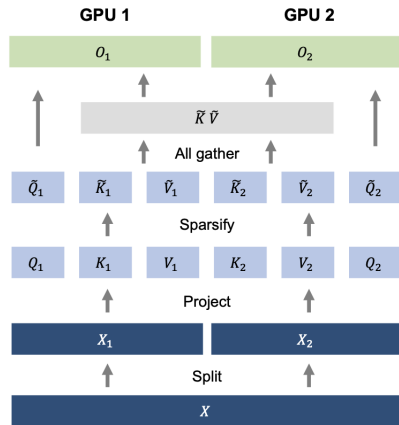 GPU 1 GPU 2
O₁ O₂
K̃ Ṽ
All gather
Q̃₁ K̃₁ Ṽ₁ K̃₂ Ṽ₂ Q̃₂
Sparsify
Q₁ K₁ V₁ K₂ V₂ Q₂
Project
X₁ X₂
Split
X